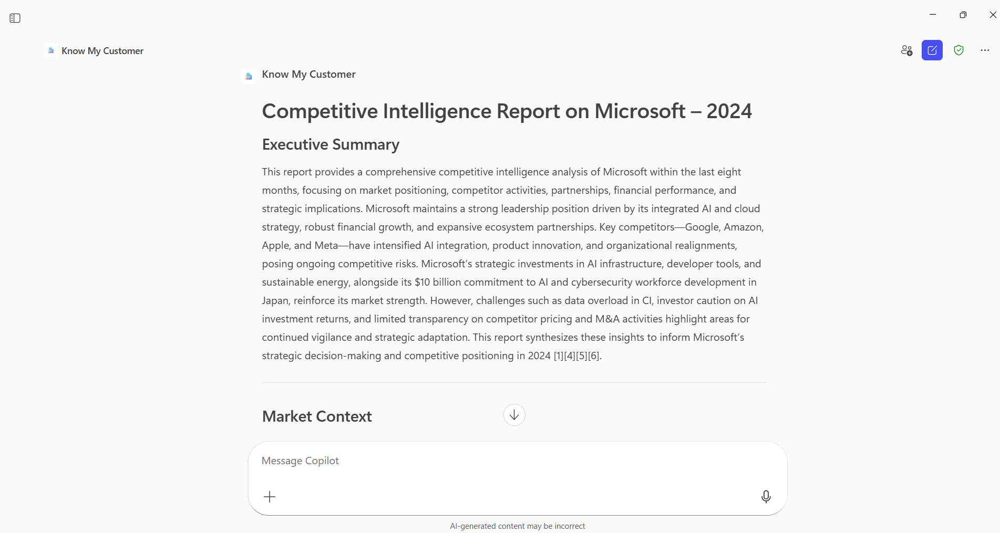 Know My Customer
Know My Customer
Competitive Intelligence Report on Microsoft – 2024
Executive Summary
This report provides a comprehensive competitive intelligence analysis of Microsoft within the last eight
months, focusing on market positioning, competitor activities, partnerships, financial performance, and
strategic implications. Microsoft maintains a strong leadership position driven by its integrated AI and cloud
strategy, robust financial growth, and expansive ecosystem partnerships. Key competitors—Google, Amazon,
Apple, and Meta—have intensified AI integration, product innovation, and organizational realignments,
posing ongoing competitive risks. Microsoft’s strategic investments in AI infrastructure, developer tools, and
sustainable energy, alongside its $10 billion commitment to AI and cybersecurity workforce development in
Japan, reinforce its market strength. However, challenges such as data overload in CI, investor caution on AI
investment returns, and limited transparency on competitor pricing and M&A activities highlight areas for
continued vigilance and strategic adaptation. This report synthesizes these insights to inform Microsoft’s
strategic decision-making and competitive positioning in 2024 [1][4][5][6].
Market Context
Message Copilot
AI-generated content may be incorrect